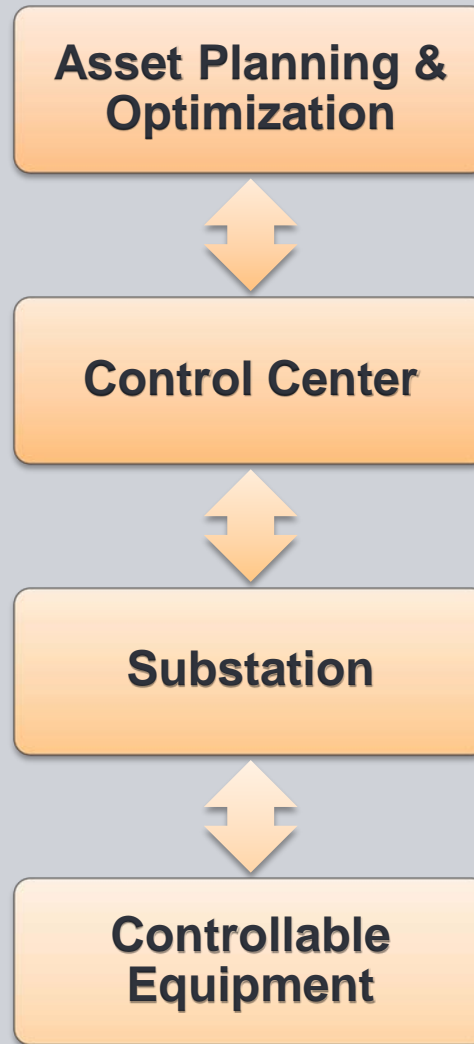 Asset Planning &
Optimization
Control Center
Substation
Controllable
Equipment